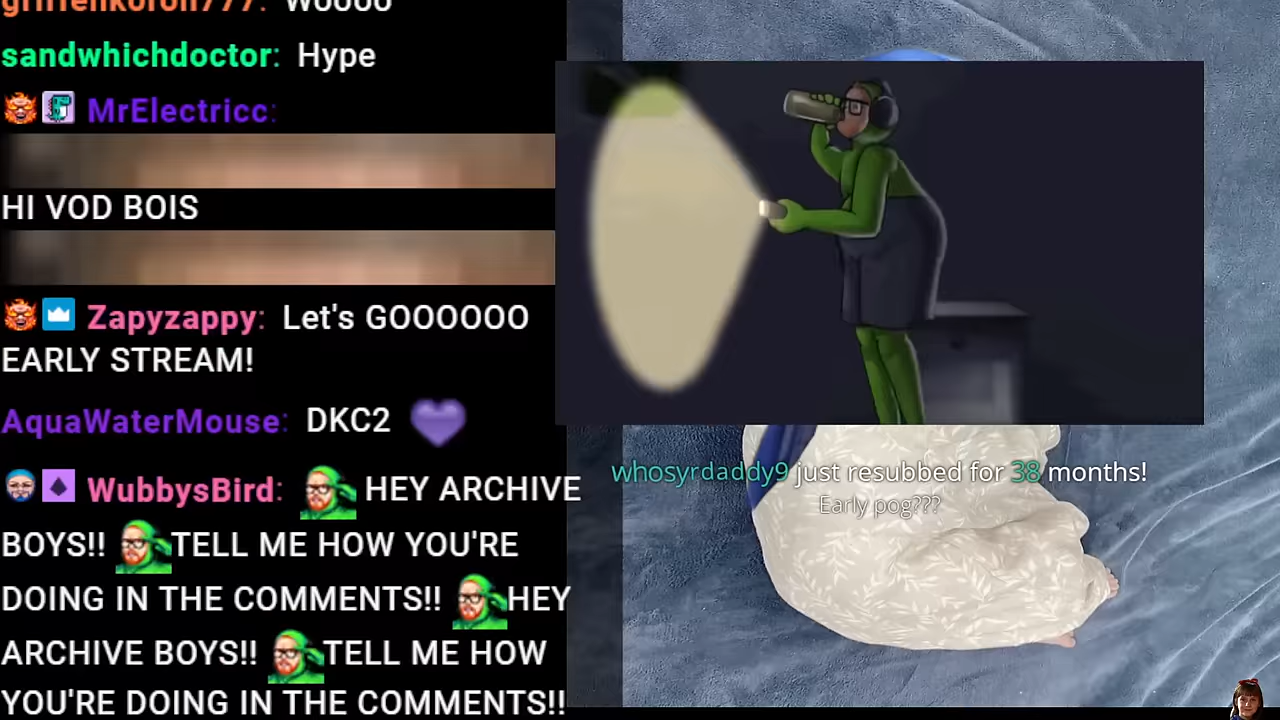 griffenkoron777: Woooo
sandwhichdoctor: Hype
MrElectricc:
HI VOD BOIS
Zapyzappy: Let's GOOOOOO
EARLY STREAM!
AquaWaterMouse: DKC2
WubbysBird: HEY ARCHIVE
BOYS!! TELL ME HOW YOU'RE
DOING IN THE COMMENTS!! HEY
ARCHIVE BOYS!! TELL ME HOW
YOU'RE DOING IN THE COMMENTS!!
whosyrdaddy9 just resubbed for 38 months!
Early pog???